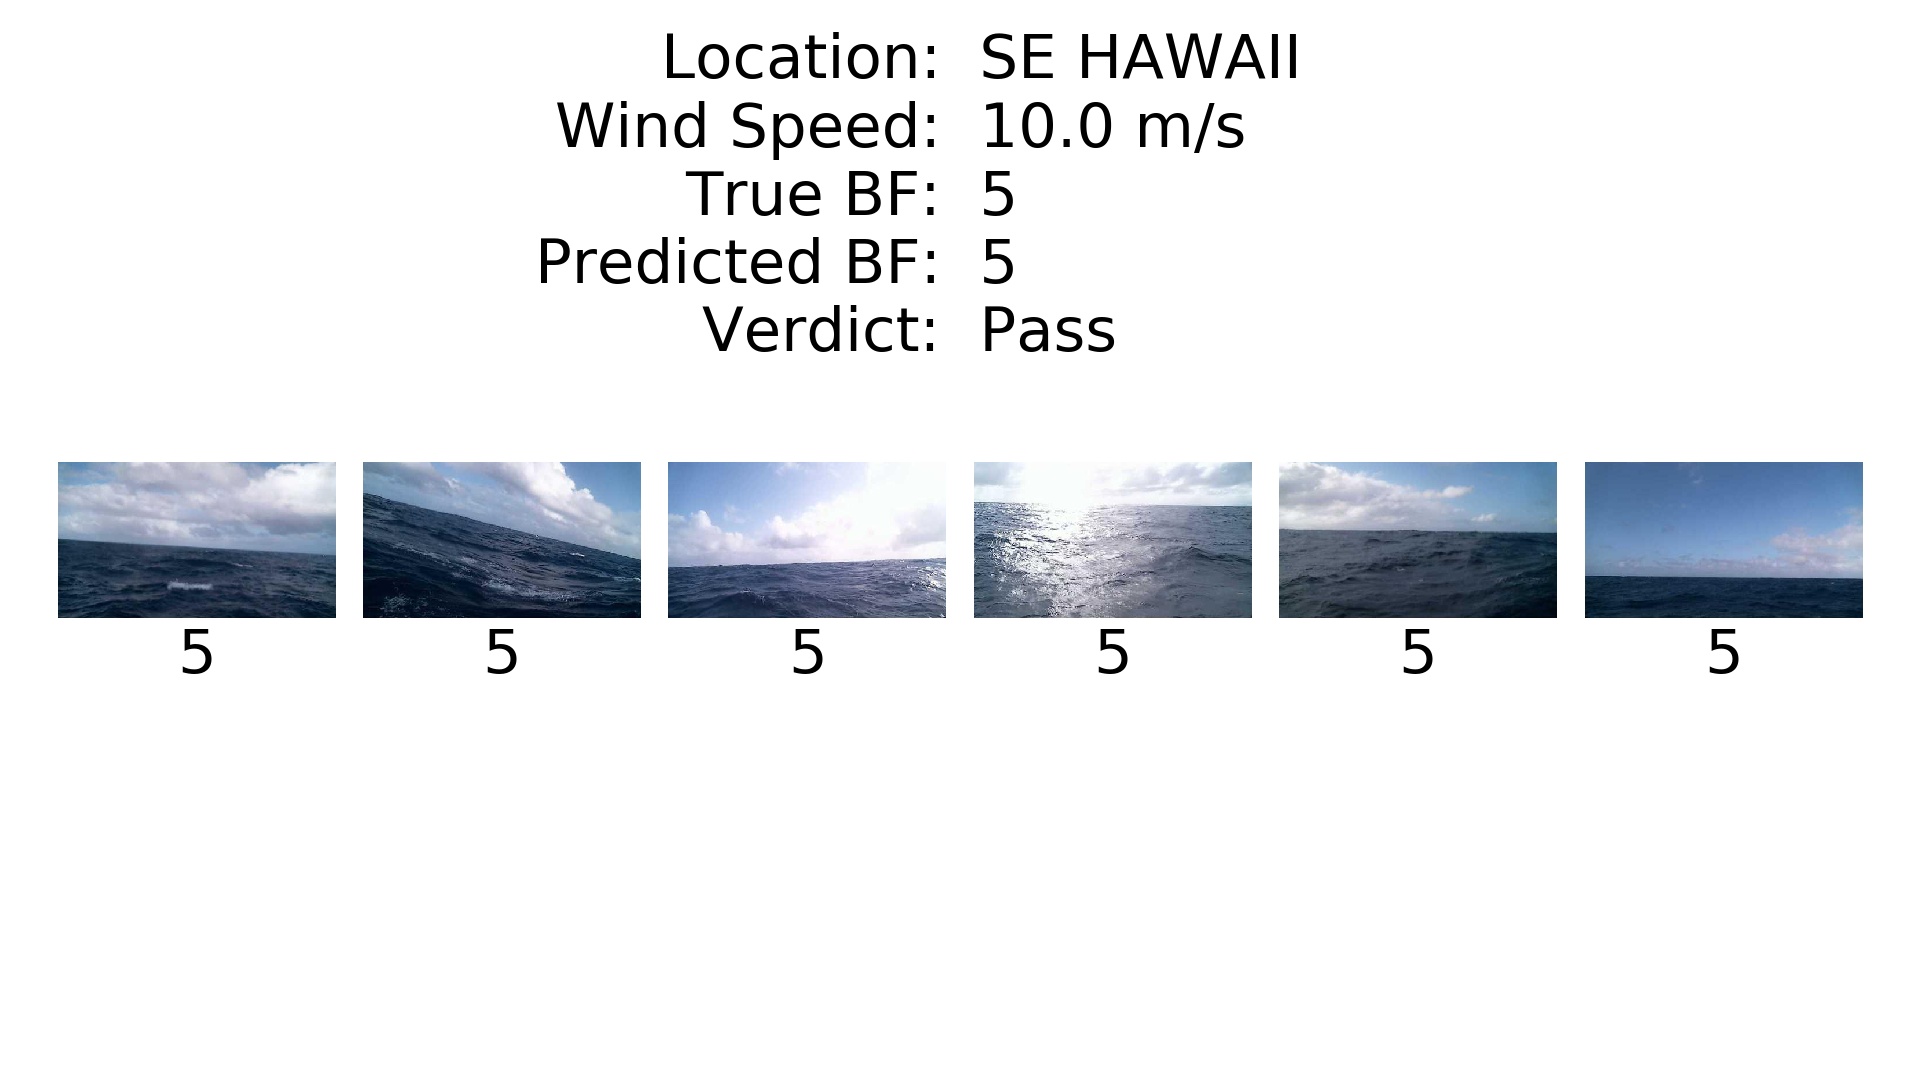 Location: SE HAWAII
Wind Speed: 10.0 m/s
True BF: 5
Predicted BF: 5
Verdict: Pass
5 5 5 5 5 5